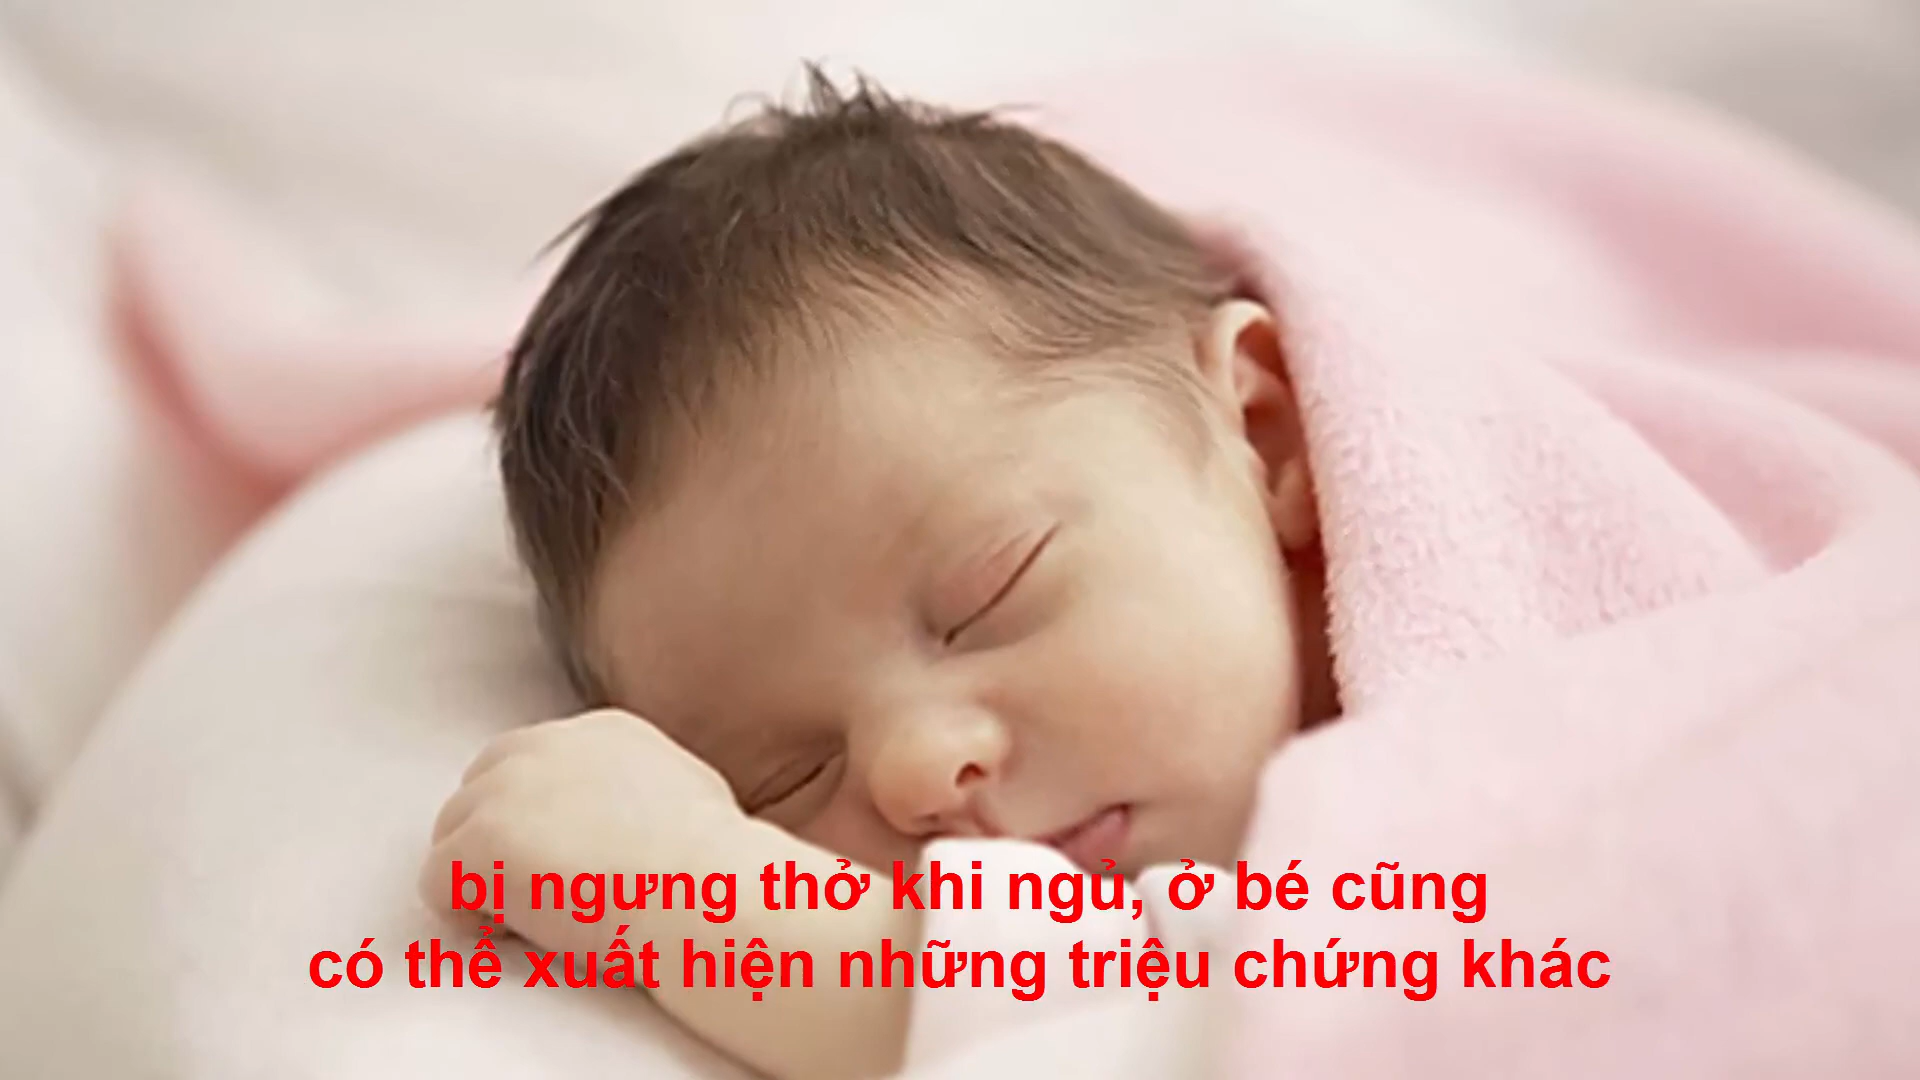 bị ngưng thở khi ngủ, ở bé cũng
có thể xuất hiện những triệu chứng khác